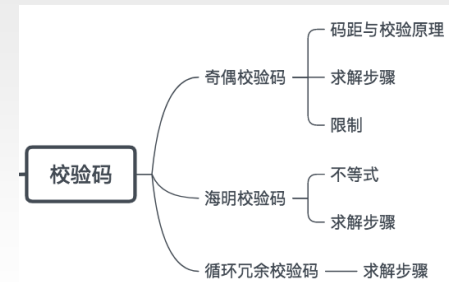 校验码
奇偶校验码
码距与校验原理
求解步骤
限制
海明校验码
不等式
求解步骤
循环冗余校验码
求解步骤